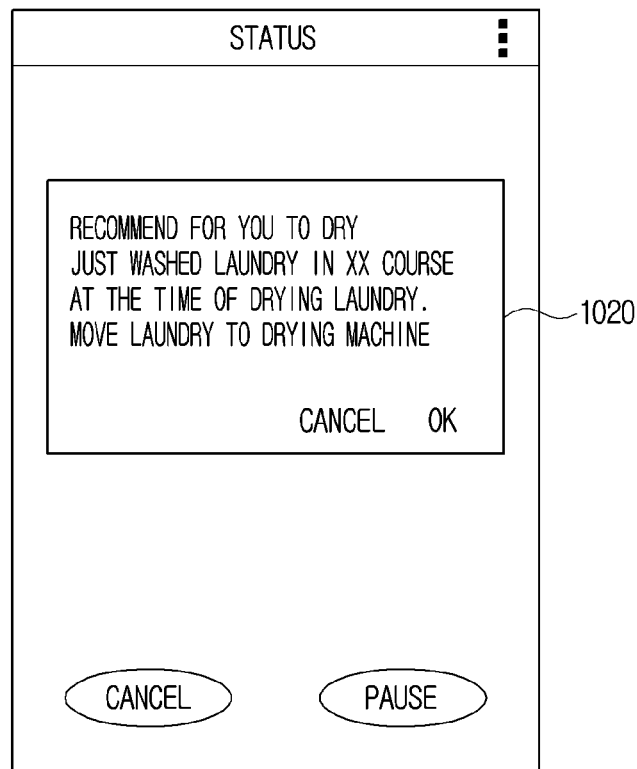 STATUS
RECOMMEND FOR YOU TO DRY
JUST WASHED LAUNDRY IN XX COURSE
AT THE TIME OF DRYING LAUNDRY.
MOVE LAUNDRY TO DRYING MACHINE
1020
CANCEL OK
CANCEL PAUSE